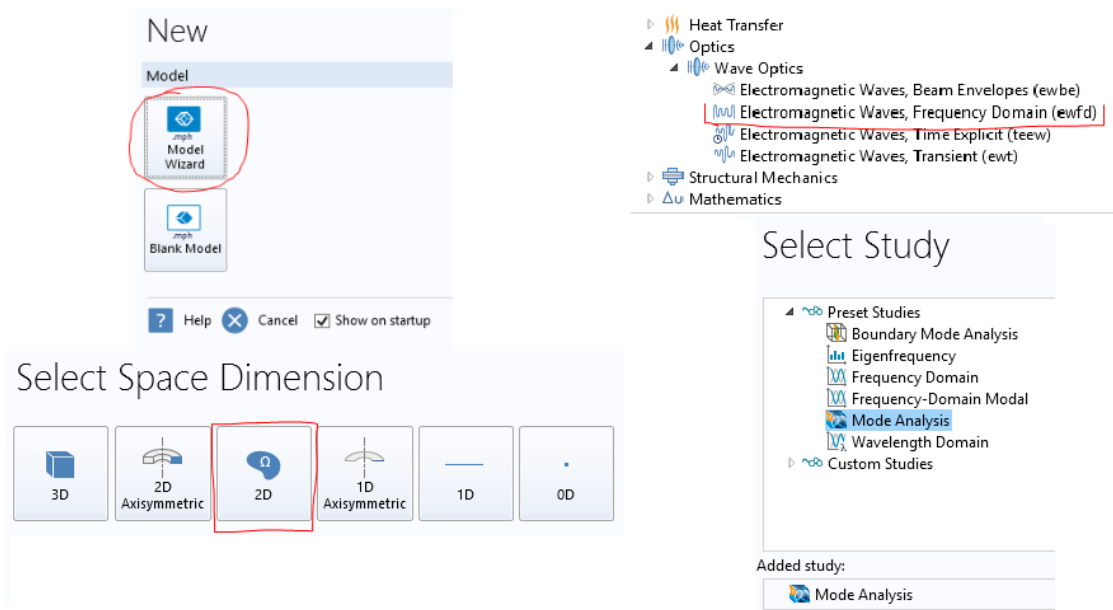 New
Model
.mph
Model
Wizard
.mph
Blank Model
? Help Cancel Show on startup
Select Space Dimension
3D
2D
Axisymmetric
Ω
2D
1D
Axisymmetric
1D
0D
Heat Transfer
Optics
Wave Optics
Electromagnetic Waves, Beam Envelopes (ewbe)
Electromagnetic Waves, Frequency Domain (ewfd)
Electromagnetic Waves, Time Explicit (teew)
Electromagnetic Waves, Transient (ewt)
Structural Mechanics
Δu Mathematics
Select Study
Preset Studies
Boundary Mode Analysis
Eigenfrequency
Frequency Domain
Frequency-Domain Modal
Mode Analysis
Wavelength Domain
Custom Studies
Added study:
Mode Analysis